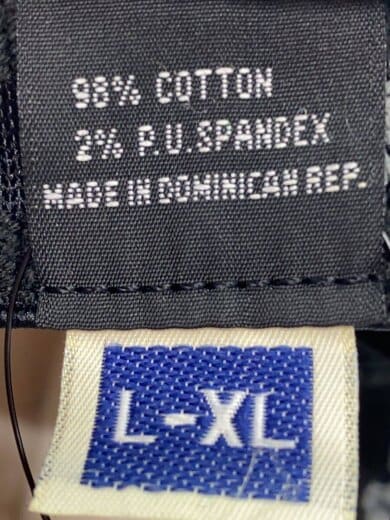 98% COTTON
2% P.U.SPANDEX
MADE IN DOMINICAN REP.
L-XL